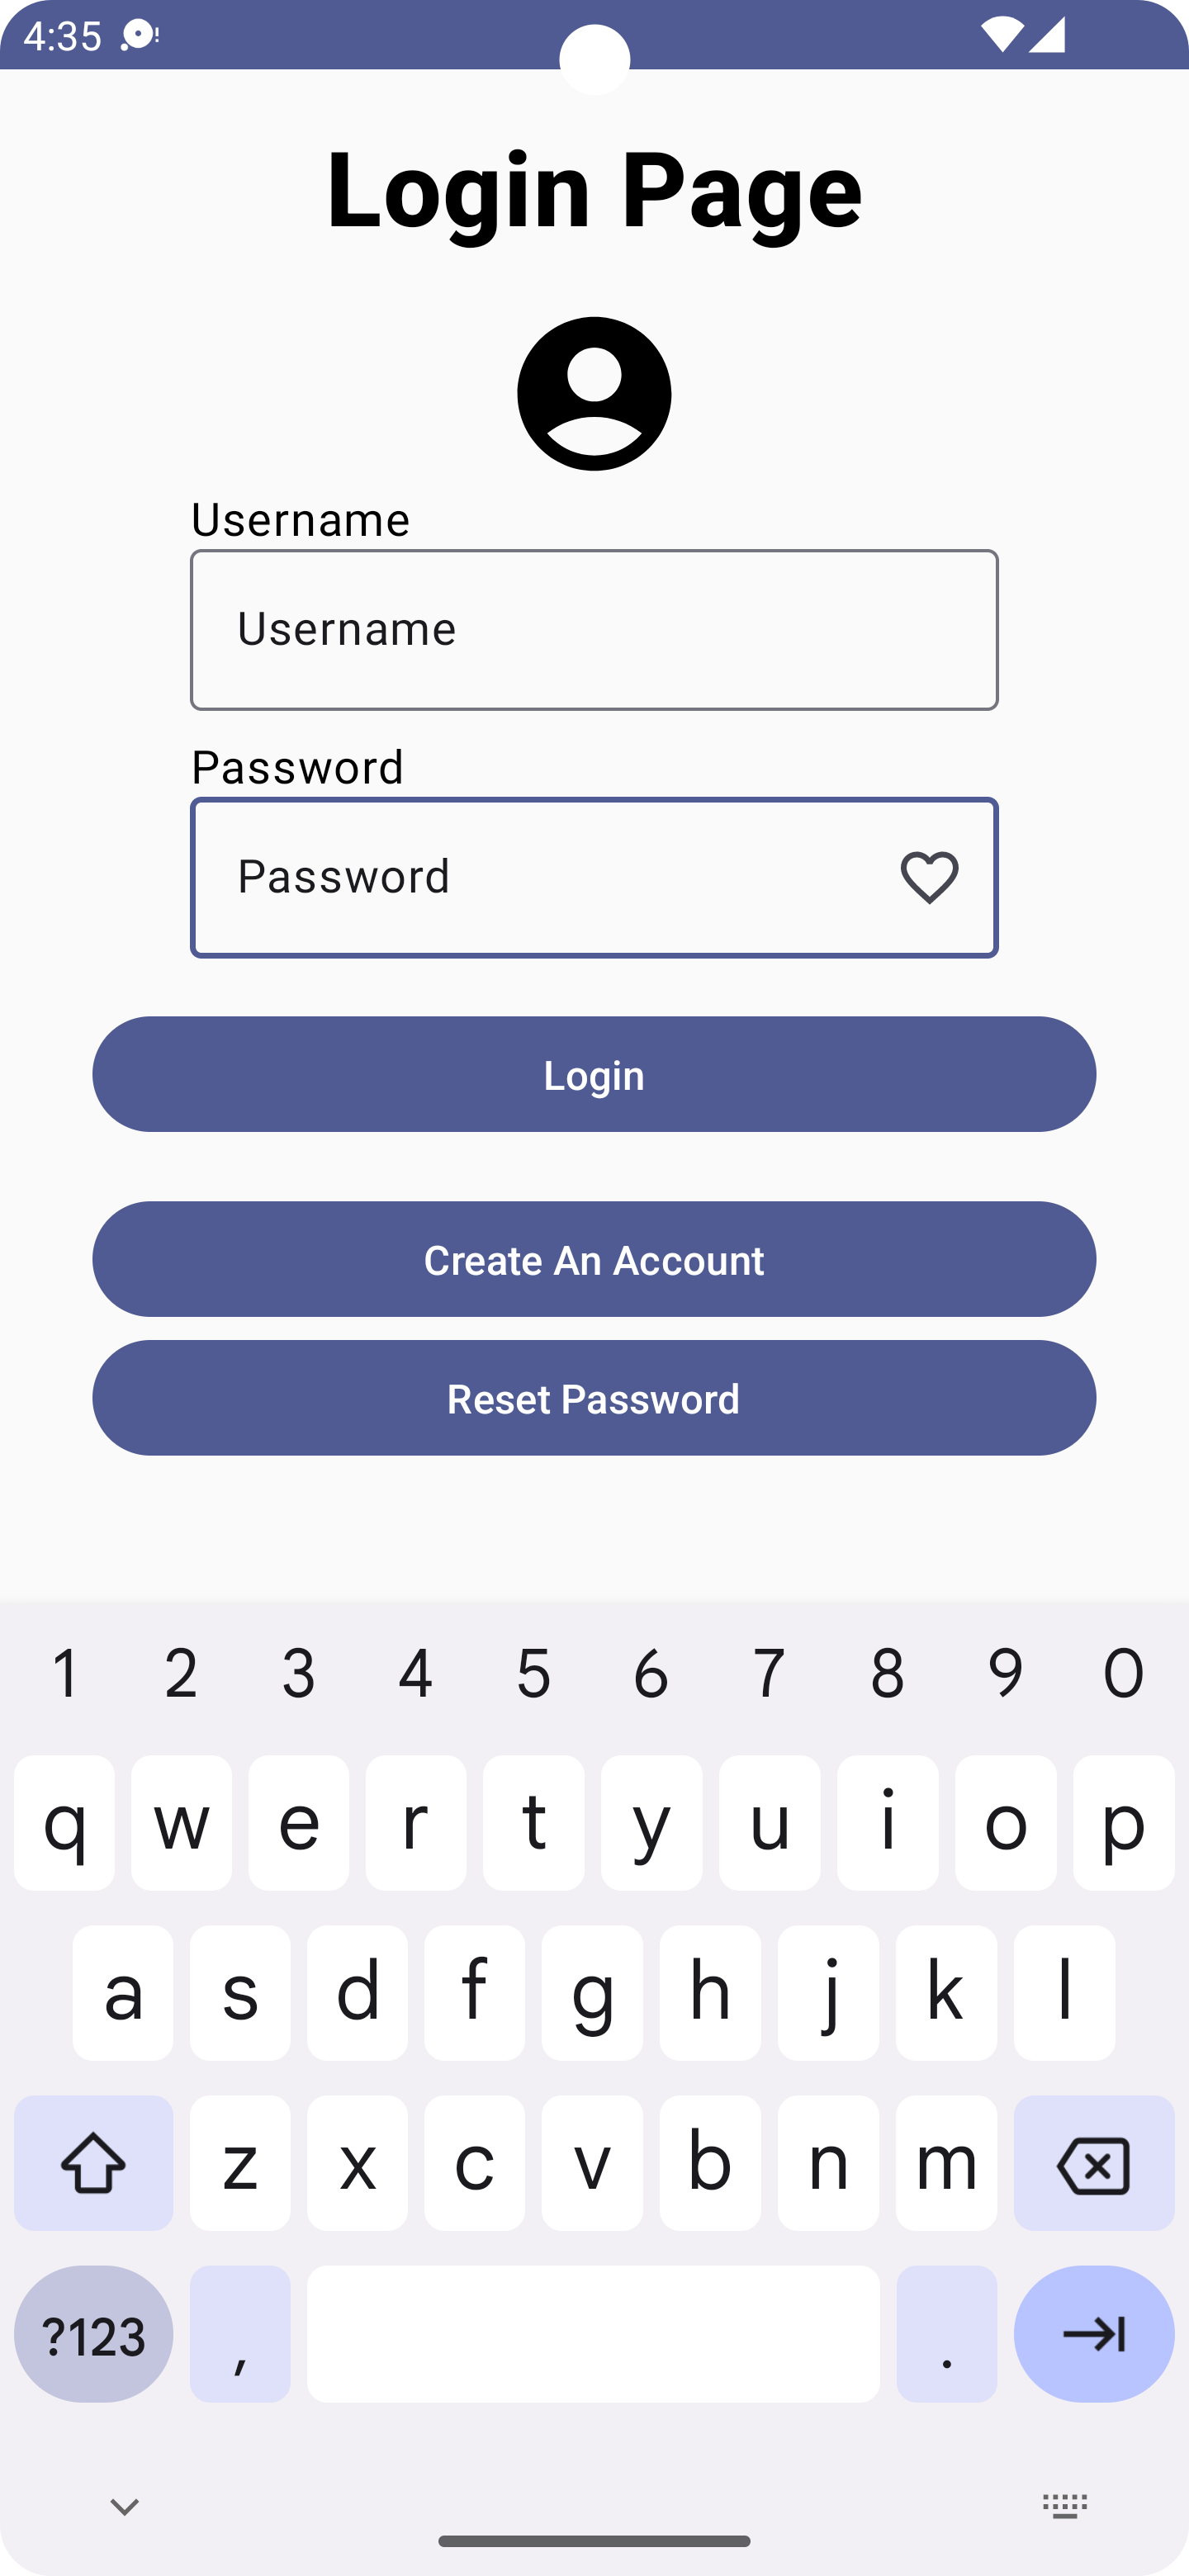 4:35
Login Page
Username
Username
Password
Password
Login
Create An Account
Reset Password
1 2 3 4 5 6 7 8 9 0
q w e r t y u i o p
a s d f g h j k l
z x c v b n m
?123 , .